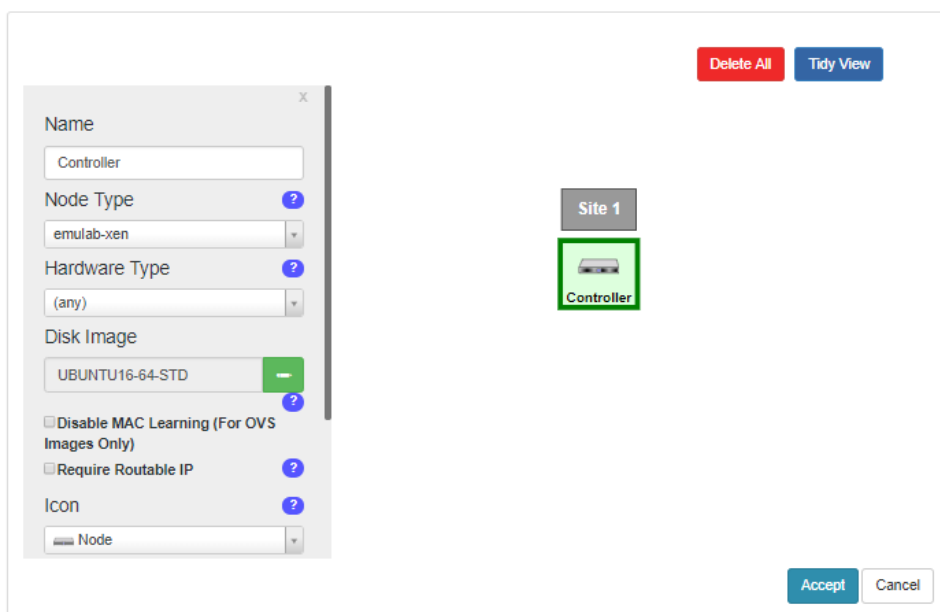 Delete All
Tidy View
x
Name
Controller
Node Type
?
emulab-xen
Hardware Type
?
(any)
Disk Image
UBUNTU16-64-STD
?
Disable MAC Learning (For OVS
Images Only)
Require Routable IP
?
Icon
?
Node
Site 1
Controller
Accept
Cancel